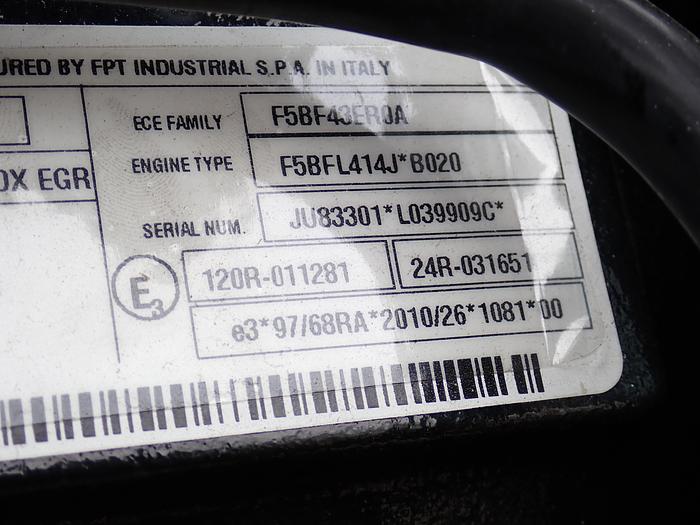 URED BY FPT INDUSTRIAL S.P.A. IN ITALY
ECE FAMILY F5BF43ER0A
OX EGR
ENGINE TYPE F5BFL414J*B020
SERIAL NUM. JU83301*L039909C*
E3 120R-011281 24R-031651
e3*97/68RA*2010/26*1081*00